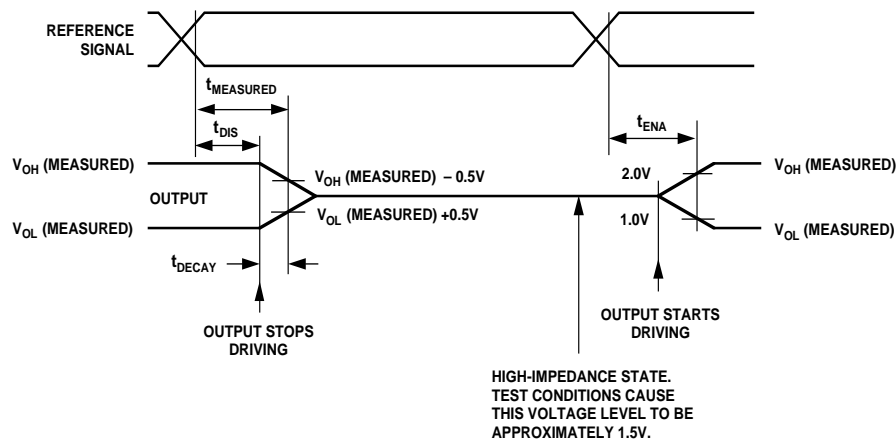 REFERENCE
SIGNAL
tMEASURED
tDIS
tENA
VOH (MEASURED)
VOH (MEASURED) – 0.5V
2.0V
VOH (MEASURED)
OUTPUT
VOL (MEASURED)
VOL (MEASURED) +0.5V
1.0V
VOL (MEASURED)
tDECAY
OUTPUT STOPS
DRIVING
OUTPUT STARTS
DRIVING
HIGH-IMPEDANCE STATE.
TEST CONDITIONS CAUSE
THIS VOLTAGE LEVEL TO BE
APPROXIMATELY 1.5V.